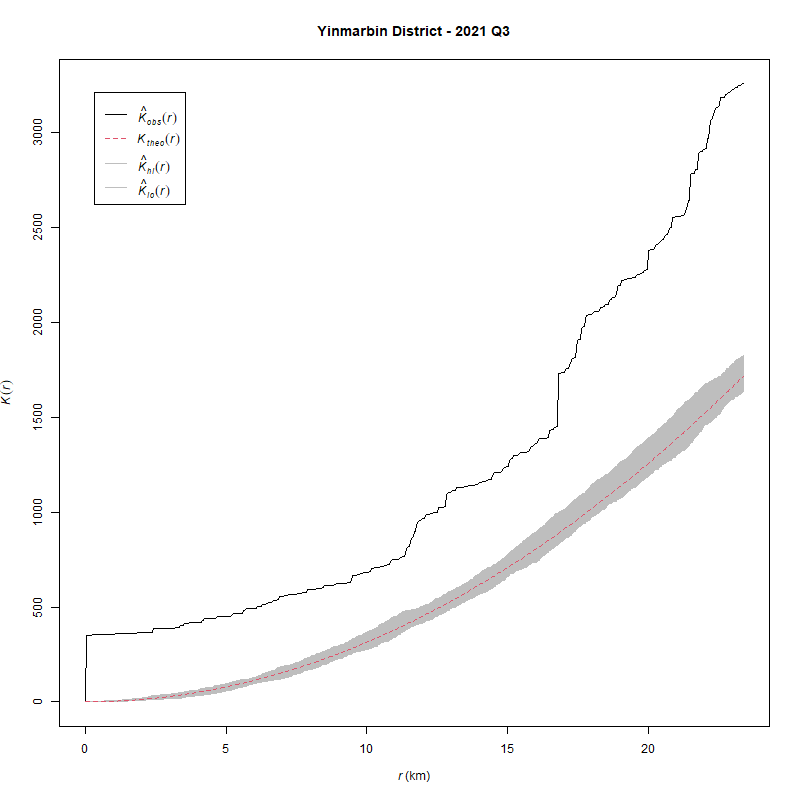 Yinmarbin District - 2021 Q3
K̂obs(r)
Ktheo(r)
K̂hi(r)
K̂lo(r)
K(r)
3000
2500
2000
1500
1000
500
0
0 5 10 15 20
r (km)